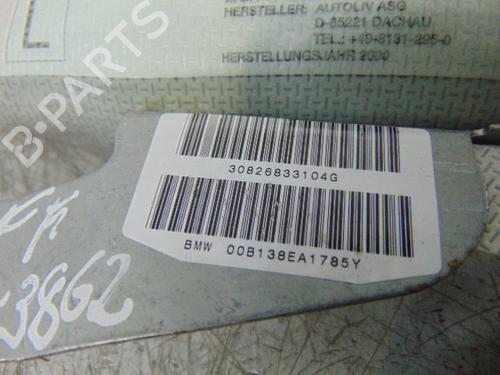 L
HERSTELLER: AUTOLIV ASG
D-85221 DACHAU
TEL.: +49-8131-295-0
HERSTELLUNGSJAHR 2000
30826833104G
BMW 00B138EA1785Y
3862
B-PARTS